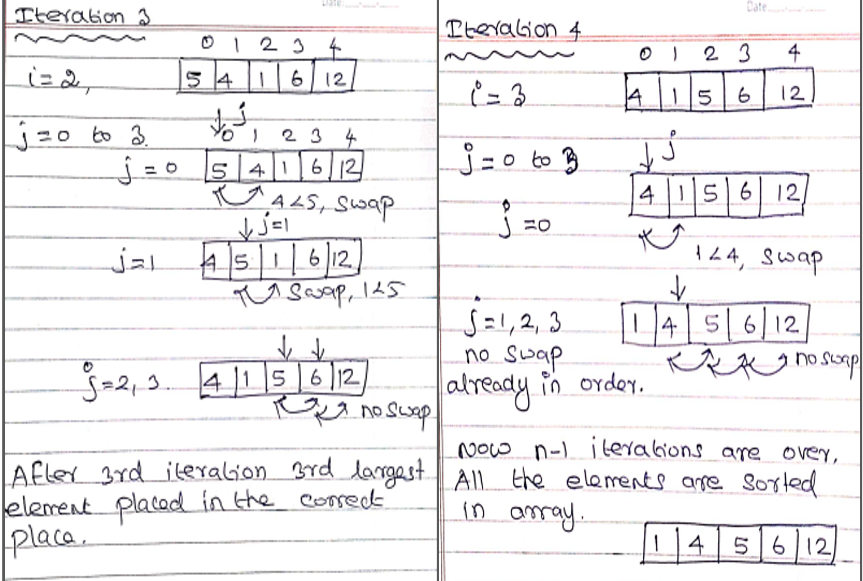 Iteration 3
0 1 2 3 4
i=2, 5 4 1 6 12
j
j=0 to 3. 0 1 2 3 4
j=0 5 4 1 6 12
4<5, swap
j=1
j=1 4 5 1 6 12
swap, 1<5
j=2, 3. 4 1 5 6 12
no swap
After 3rd iteration 3rd largest
element placed in the correct
place.
Date
Iteration 4
0 1 2 3 4
i=3 4 1 5 6 12
j=0 to 3 j
4 1 5 6 12
j=0
1<4, swap
j=1, 2, 3 1 4 5 6 12
no swap no swap
already in order.
Now n-1 iterations are over,
All the elements are sorted
in array.
1 4 5 6 12